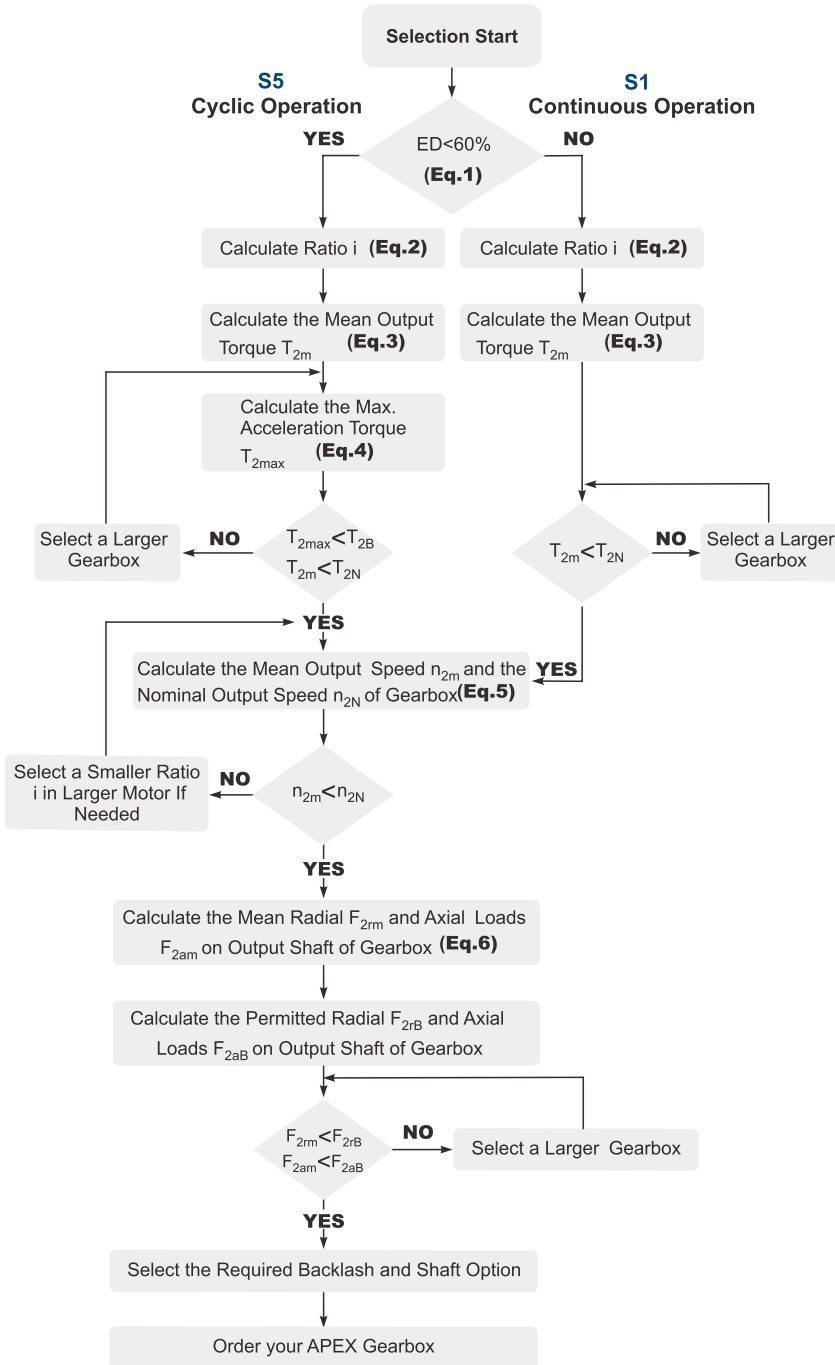 Selection Start
S5
Cyclic Operation
S1
Continuous Operation
YES
ED<60%
(Eq.1)
NO
Calculate Ratio i (Eq.2)
Calculate Ratio i (Eq.2)
Calculate the Mean Output
Torque T2m (Eq.3)
Calculate the Mean Output
Torque T2m (Eq.3)
Calculate the Max.
Acceleration Torque
T2max (Eq.4)
Select a Larger
Gearbox
NO
T2max<T2B
T2m<T2N
T2m<T2N
NO
Select a Larger
Gearbox
YES
Calculate the Mean Output Speed n2m and the
Nominal Output Speed n2N of Gearbox(Eq.5)
YES
Select a Smaller Ratio
i in Larger Motor If
Needed
NO
n2m<n2N
YES
Calculate the Mean Radial F2rm and Axial Loads
F2am on Output Shaft of Gearbox (Eq.6)
Calculate the Permitted Radial F2rB and Axial
Loads F2aB on Output Shaft of Gearbox
F2rm<F2rB
F2am<F2aB
NO
Select a Larger Gearbox
YES
Select the Required Backlash and Shaft Option
Order your APEX Gearbox